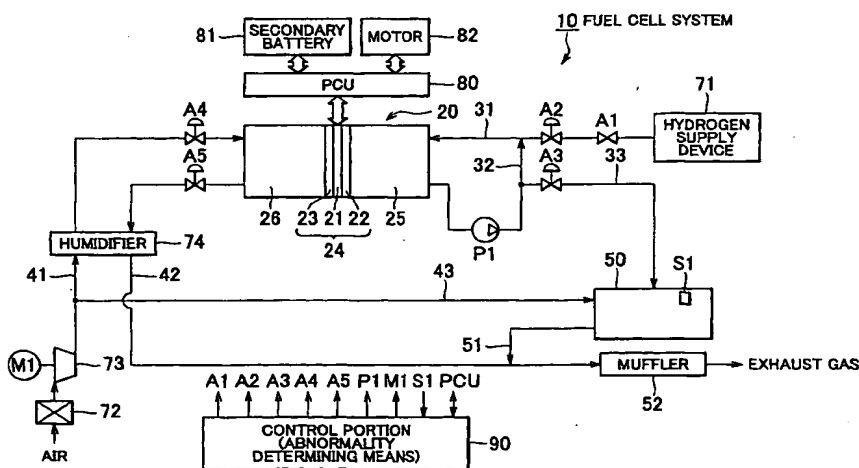 81
SECONDARY
BATTERY
MOTOR
82
10 FUEL CELL SYSTEM
PCU
80
A4
20
31
A2
A1
71
HYDROGEN
SUPPLY
DEVICE
A5
32
A3
33
26
23 21 22
25
24
P1
HUMIDIFIER
74
41
42
43
50
S1
51
M1
73
MUFFLER
EXHAUST GAS
52
72
AIR
A1 A2 A3 A4 A5 P1 M1 S1 PCU
CONTROL PORTION
(ABNORMALITY
DETERMINING MEANS)
90